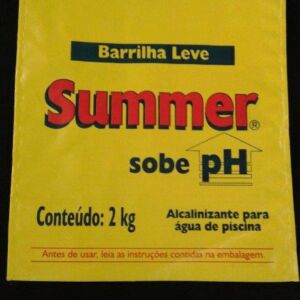 Barrilha Leve
Summer®
sobe pH
Conteúdo: 2 kg
Alcalinizante para
água de piscina
Antes de usar, leia as instruções contidas na embalagem.